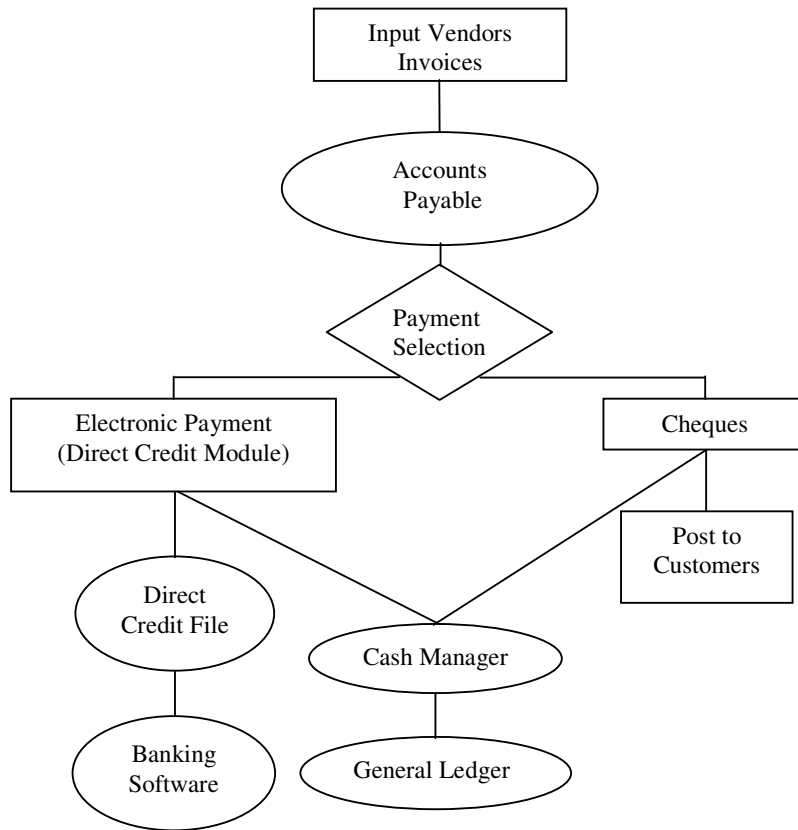 Input Vendors
Invoices
Accounts
Payable
Payment
Selection
Electronic Payment
(Direct Credit Module)
Cheques
Post to
Customers
Direct
Credit File
Cash Manager
Banking
Software
General Ledger